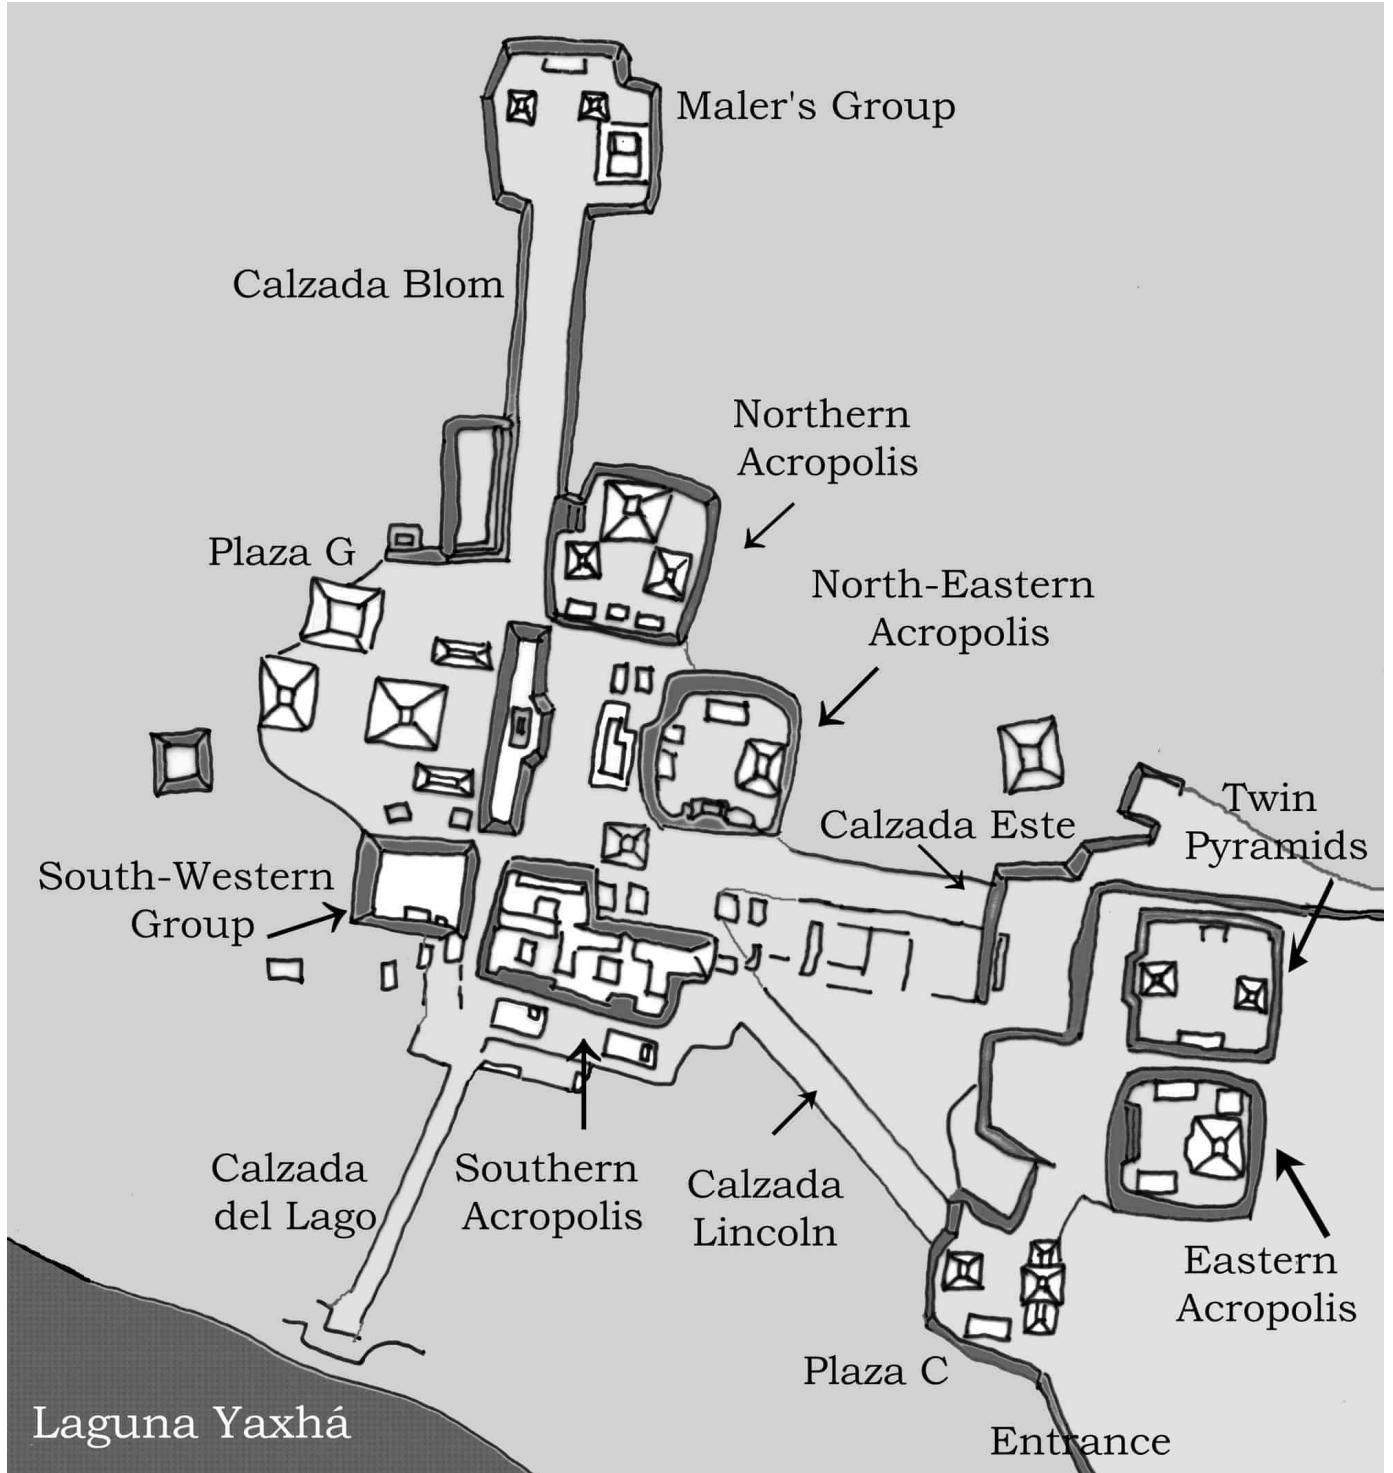 Maler's Group
Calzada Blom
Northern
Acropolis
Plaza G
North-Eastern
Acropolis
Twin
Pyramids
Calzada Este
South-Western
Group
Calzada
del Lago
Southern
Acropolis
Calzada
Lincoln
Eastern
Acropolis
Plaza C
Laguna Yaxhá
Entrance